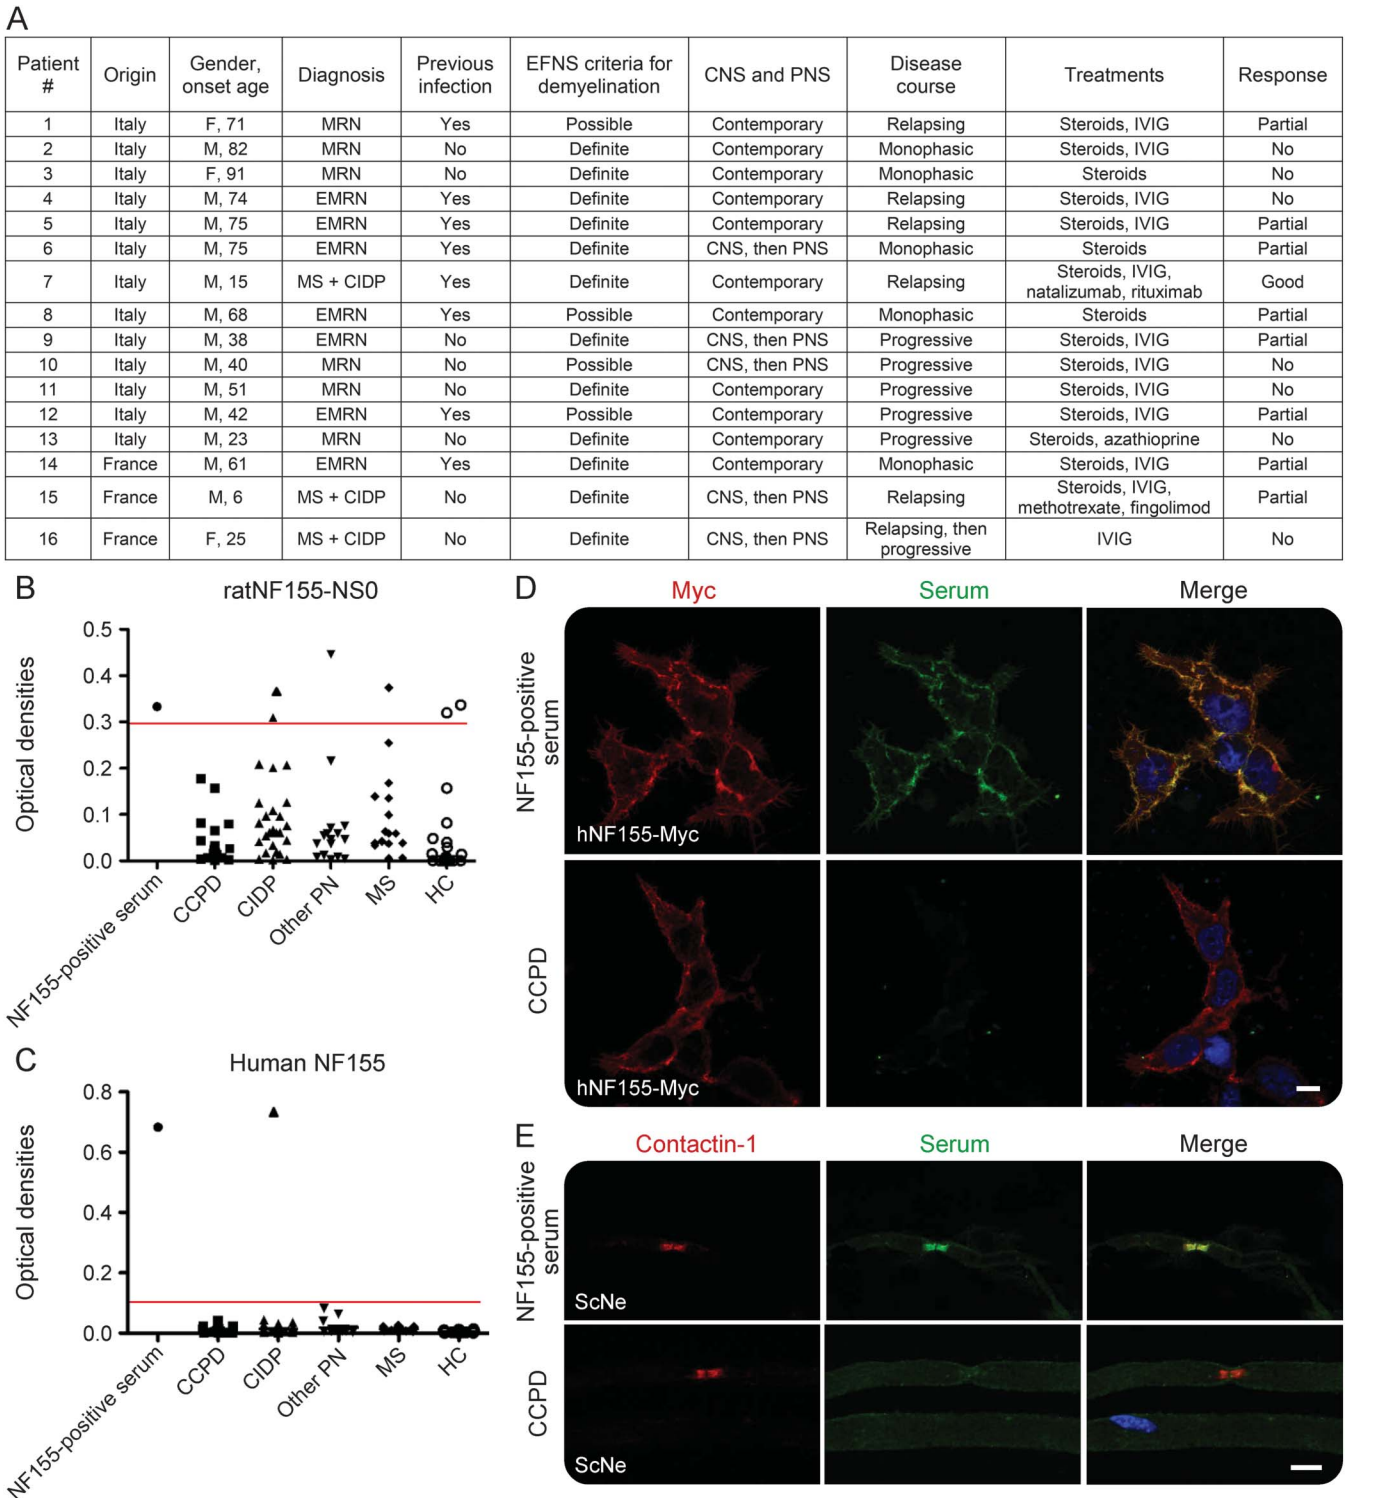 A
Patient # Origin Gender, onset age Diagnosis Previous infection EFNS criteria for demyelination CNS and PNS Disease course Treatments Response
1 Italy F, 71 MRN Yes Possible Contemporary Relapsing Steroids, IVIG Partial
2 Italy M, 82 MRN No Definite Contemporary Monophasic Steroids, IVIG No
3 Italy F, 91 MRN No Definite Contemporary Monophasic Steroids No
4 Italy M, 74 EMRN Yes Definite Contemporary Relapsing Steroids, IVIG No
5 Italy M, 75 EMRN Yes Definite Contemporary Relapsing Steroids, IVIG Partial
6 Italy M, 75 EMRN Yes Definite CNS, then PNS Monophasic Steroids Partial
7 Italy M, 15 MS + CIDP Yes Definite Contemporary Relapsing Steroids, IVIG, natalizumab, rituximab Good
8 Italy M, 68 EMRN Yes Possible Contemporary Monophasic Steroids Partial
9 Italy M, 38 EMRN No Definite CNS, then PNS Progressive Steroids, IVIG Partial
10 Italy M, 40 MRN No Possible CNS, then PNS Progressive Steroids, IVIG No
11 Italy M, 51 MRN No Definite Contemporary Progressive Steroids, IVIG No
12 Italy M, 42 EMRN Yes Possible Contemporary Progressive Steroids, IVIG Partial
13 Italy M, 23 MRN No Definite Contemporary Progressive Steroids, azathioprine No
14 France M, 61 EMRN Yes Definite Contemporary Monophasic Steroids, IVIG Partial
15 France M, 6 MS + CIDP No Definite CNS, then PNS Relapsing Steroids, IVIG, methotrexate, fingolimod Partial
16 France F, 25 MS + CIDP No Definite CNS, then PNS Relapsing, then progressive IVIG No
B
ratNF155-NS0
Optical densities
0.5
0.4
0.3
0.2
0.1
0.0
NF155-positive serum
CCPD
CIDP
Other PN
MS
HC
C
Human NF155
Optical densities
0.8
0.6
0.4
0.2
0.0
NF155-positive serum
CCPD
CIDP
Other PN
MS
HC
D
Myc Serum Merge
NF155-positive
serum
hNF155-Myc
CCPD
hNF155-Myc
E
Contactin-1 Serum Merge
NF155-positive
serum
ScNe
CCPD
ScNe